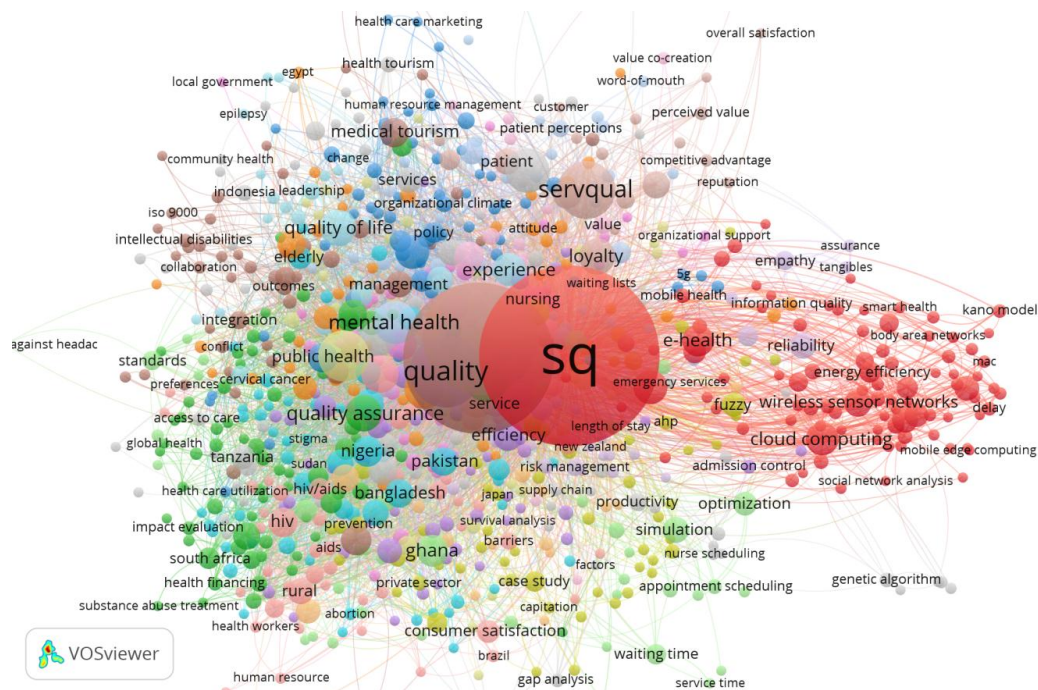 health care marketing
overall satisfaction
value co-creation
health tourism
egypt
local government
word-of-mouth
human resource management
customer
epilepsy
perceived value
medical tourism
patient perceptions
community health
change
patient
competitive advantage
services
servqual
reputation
indonesia
leadership
organizational climate
iso 9000
quality of life
policy
attitude
value
organizational support
intellectual disabilities
assurance
elderly
loyalty
empathy
collaboration
experience
tangibles
5g
outcomes
management
waiting lists
mobile health
nursing
information quality
smart health
kano model
integration
mental health
body area networks
against headac
conflict
sq
e-health
reliability
standards
public health
mac
quality
energy efficiency
preferences
cervical cancer
emergency services
service
fuzzy
wireless sensor networks
delay
access to care
quality assurance
length of stay
ahp
stigma
efficiency
cloud computing
global health
new zealand
mobile edge computing
tanzania
nigeria
pakistan
sudan
risk management
admission control
health care utilization
hiv/aids
bangladesh
japan
supply chain
social network analysis
productivity
optimization
impact evaluation
hiv
prevention
survival analysis
simulation
barriers
aids
ghana
nurse scheduling
south africa
factors
health financing
private sector
case study
appointment scheduling
genetic algorithm
rural
substance abuse treatment
abortion
capitation
health workers
consumer satisfaction
brazil
waiting time
VOSviewer
human resource
gap analysis
service time